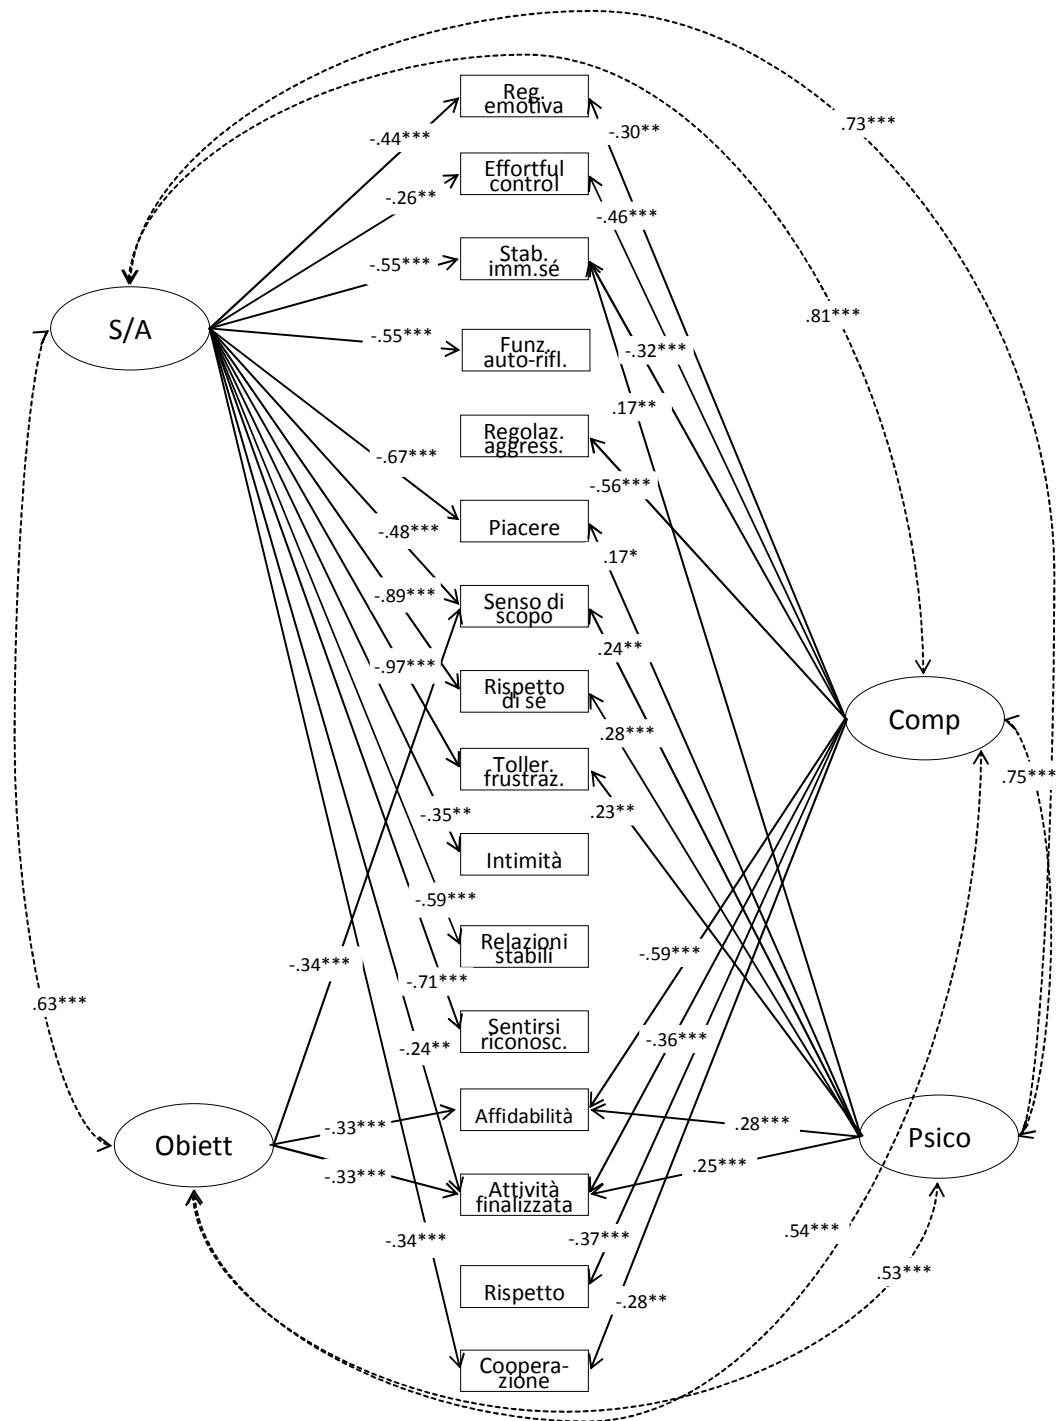 Reg.
emotiva
.73***
-.30**
-.44***
Effortful
control
-.26**
-.46***
Stab.
imm.sé
-.55***
.81***
S/A
-.55***
Funz.
auto-rifl.
-.32***
.17**
Regolaz.
aggress.
-.67***
-.56***
Piacere
-.48***
.17*
-.89***
Senso di
scopo
.24**
-.97***
Rispetto
di sé
.28***
Comp
Toller.
frustraz.
.75***
-.35**
.23**
Intimità
-.59***
Relazioni
stabili
-.34***
-.59***
-.71***
.63***
Sentirsi
riconosc.
-.24**
-.36***
Affidabilità
-.33***
.28***
Obiett
Psico
-.33***
.25***
Attività
finalizzata
-.34***
-.37***
.54***
.53***
Rispetto
-.28**
Coopera-
zione